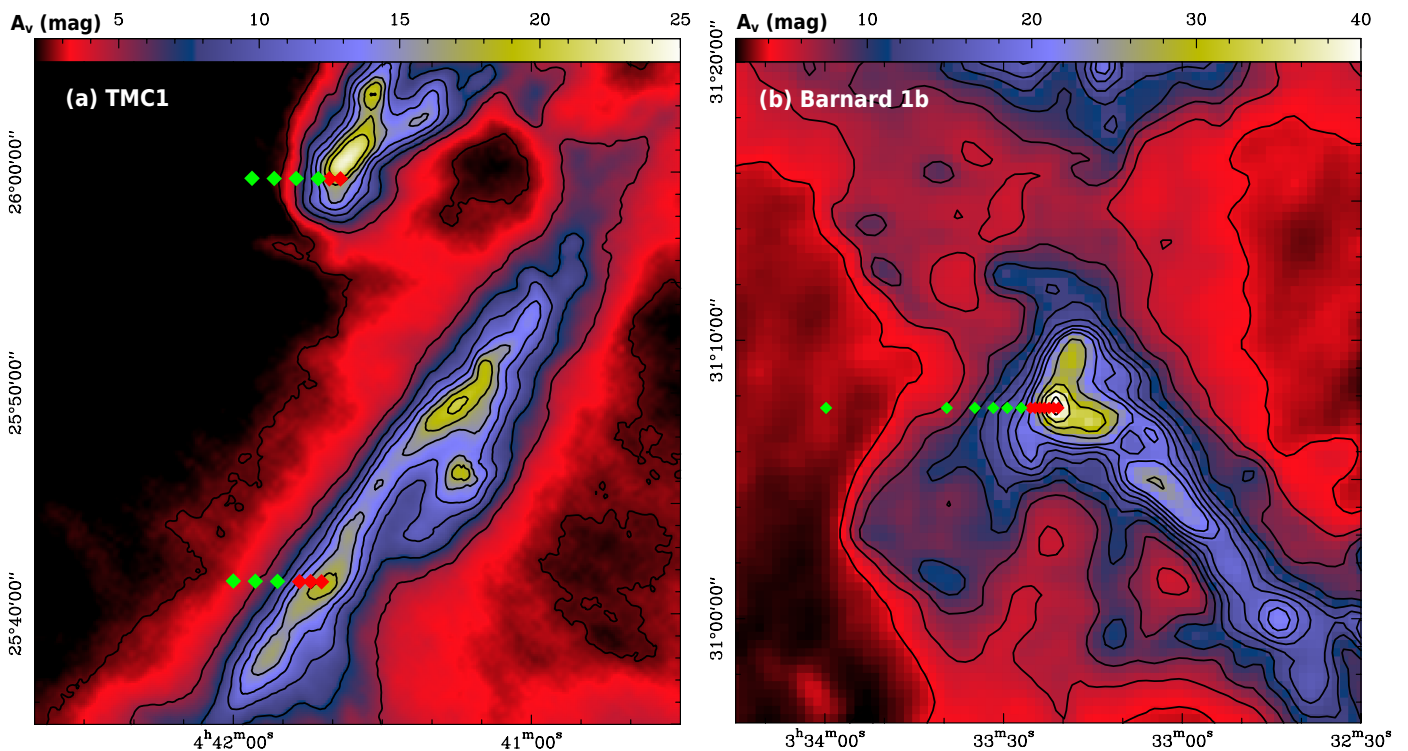 Av (mag) 5 10 15 20 25
(a) TMC1
26°00'00"
25°50'00"
25°40'00"
4ʰ42ᵐ00ˢ 41ᵐ00ˢ
Av (mag) 10 20 30 40
(b) Barnard 1b
31°20'00"
31°10'00"
31°00'00"
3ʰ34ᵐ00ˢ 33ᵐ30ˢ 33ᵐ00ˢ 32ᵐ30ˢ